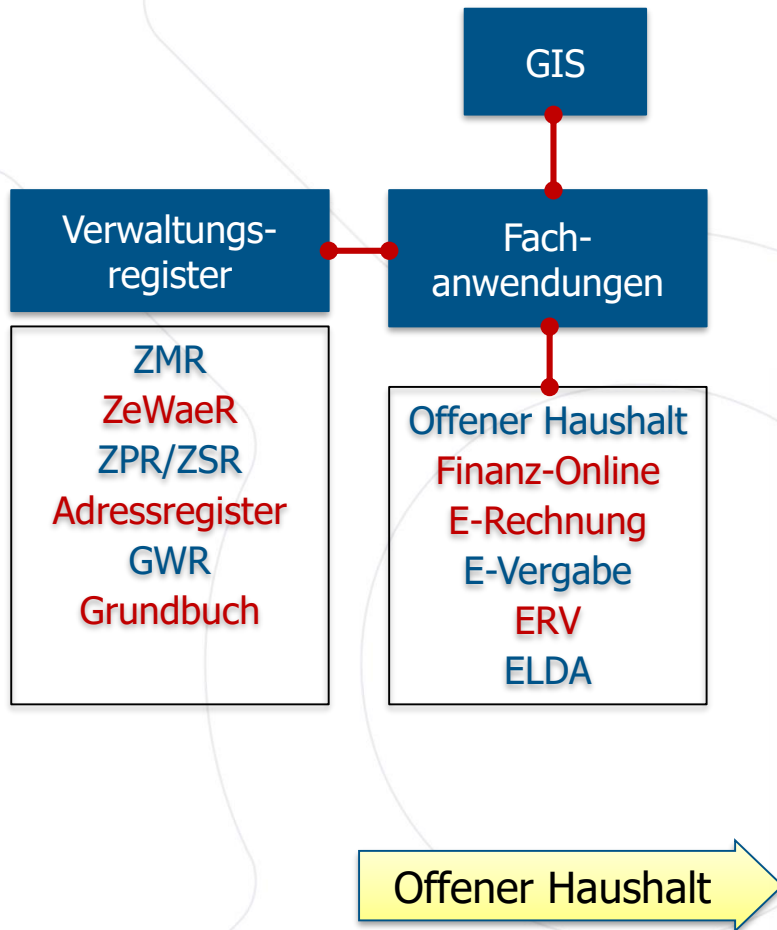 GIS
Verwaltungs-
register
Fach-
anwendungen
ZMR
ZeWaeR
ZPR/ZSR
Adressregister
GWR
Grundbuch
Offener Haushalt
Finanz-Online
E-Rechnung
E-Vergabe
ERV
ELDA
Offener Haushalt